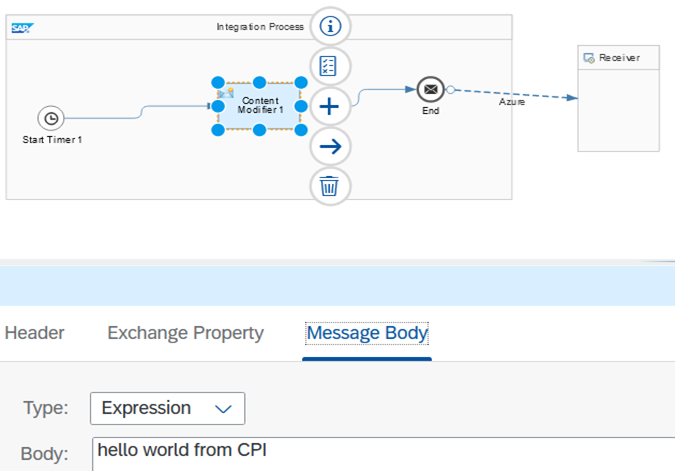 SAP
Integration Process
Receiver
Content
Modifier 1
Azure
End
Start Timer 1
Header
Exchange Property
Message Body
Type:
Expression
Body:
hello world from CPI